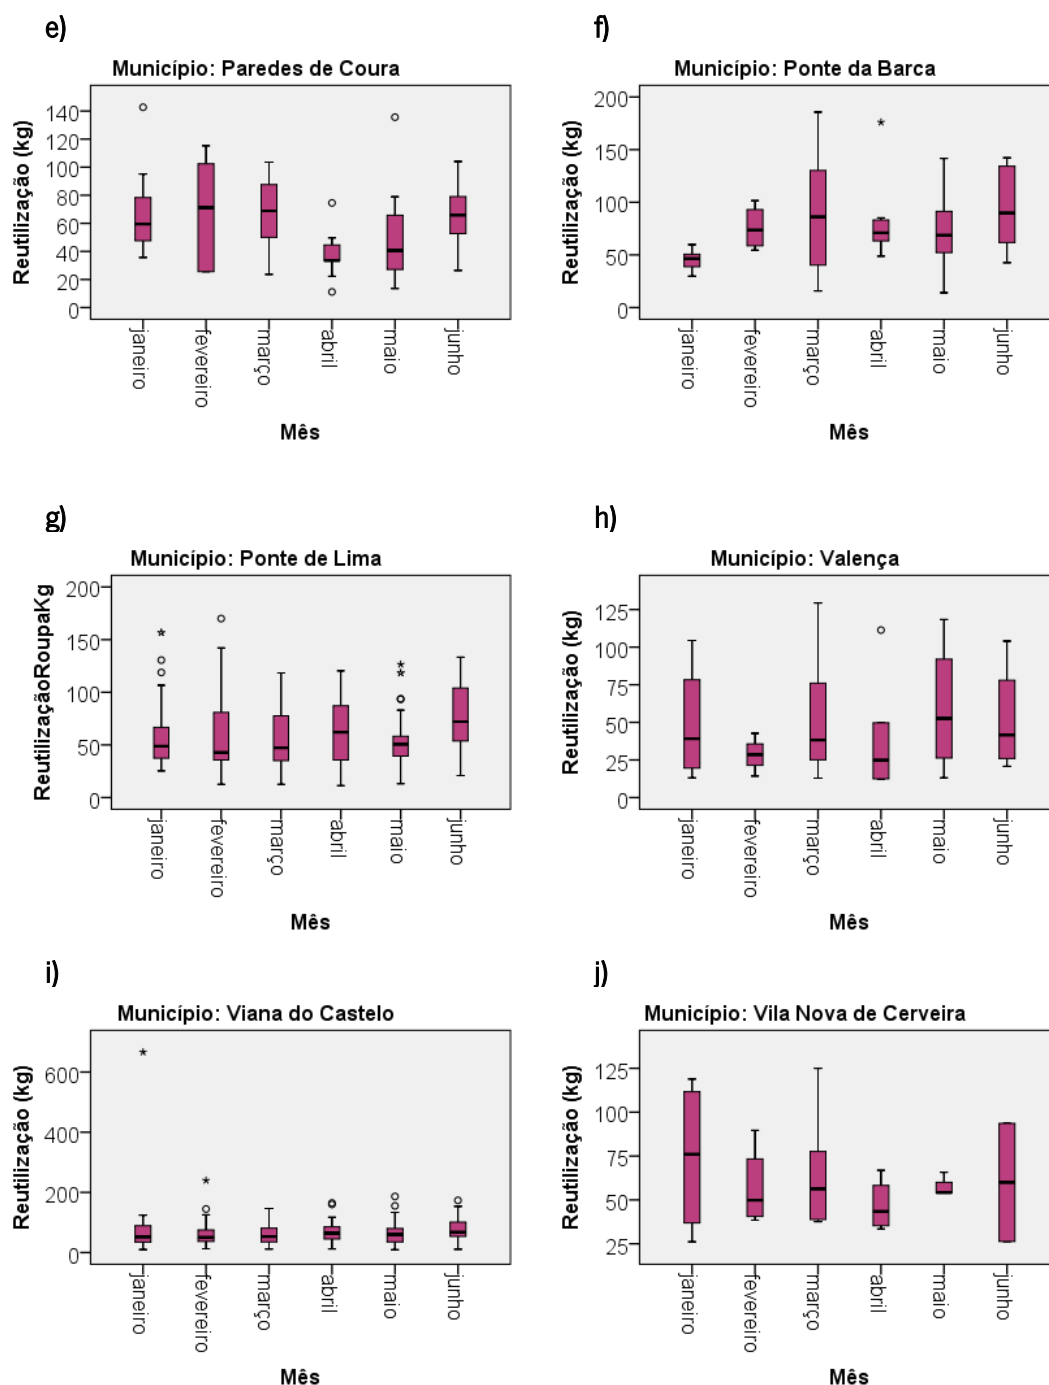 e)
Município: Paredes de Coura
Reutilização (kg)
140
120
100
80
60
40
20
0
janeiro
fevereiro
março
abril
maio
junho
Mês
f)
Município: Ponte da Barca
Reutilização (kg)
200
150
100
50
0
janeiro
fevereiro
março
abril
maio
junho
Mês
g)
Município: Ponte de Lima
ReutilizaçãoRoupaKg
200
150
100
50
0
janeiro
fevereiro
março
abril
maio
junho
Mês
h)
Município: Valença
Reutilização (kg)
125
100
75
50
25
0
janeiro
fevereiro
março
abril
maio
junho
Mês
i)
Município: Viana do Castelo
Reutilização (kg)
600
400
200
0
janeiro
fevereiro
março
abril
maio
junho
Mês
j)
Município: Vila Nova de Cerveira
Reutilização (kg)
125
100
75
50
25
janeiro
fevereiro
março
abril
maio
junho
Mês